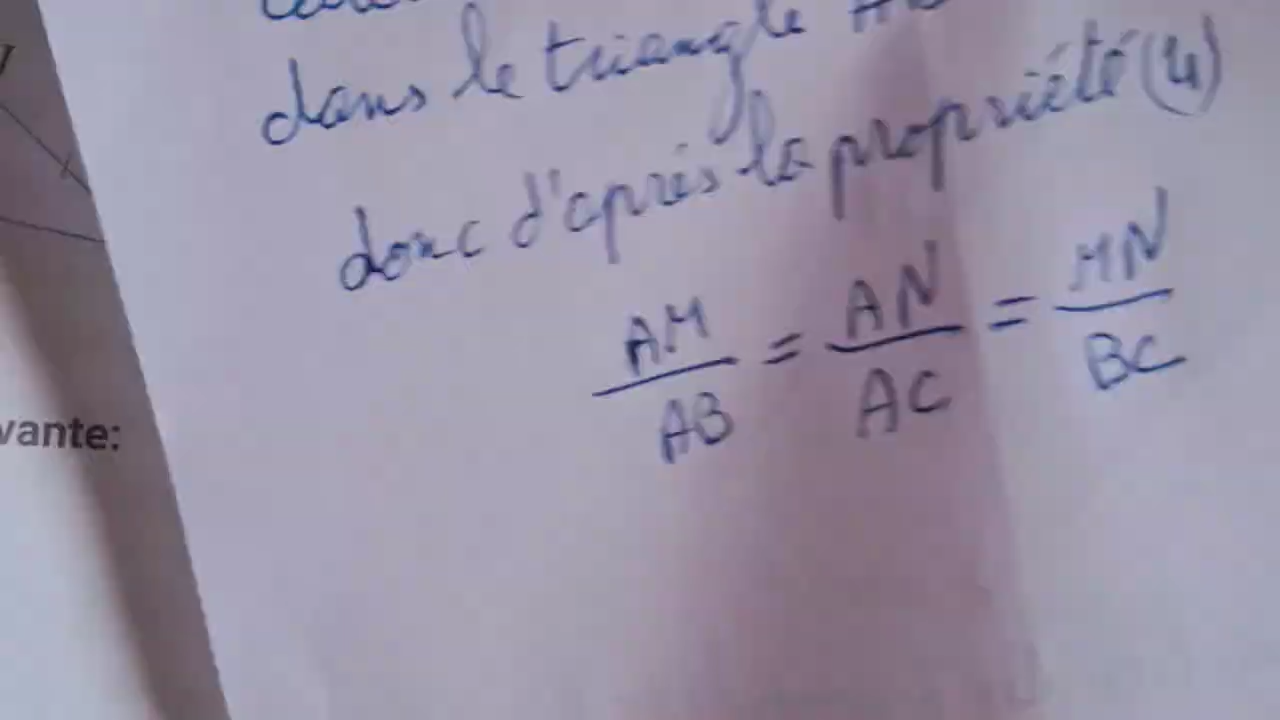 dans le triangle
donc d'après la propriété (4)
AM/AB = AN/AC = MN/BC
vante: